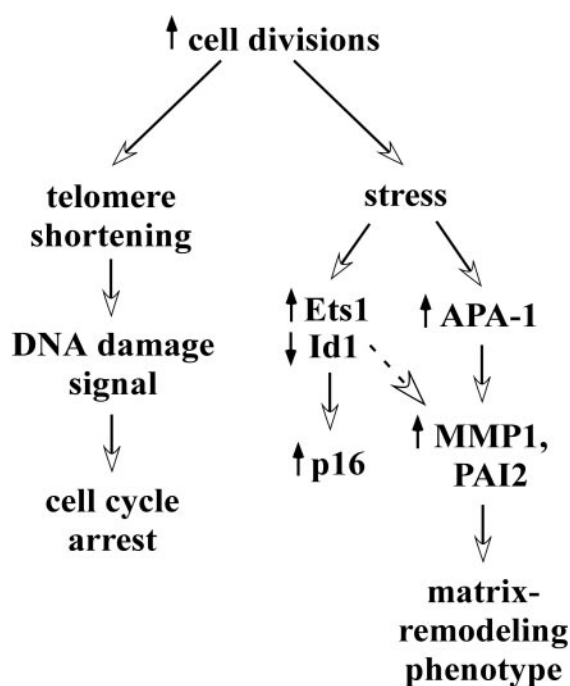 ↑ cell divisions
telomere
shortening
stress
DNA damage
signal
↑ Ets1
↓ Id1
↑ APA-1
cell cycle
arrest
↑ p16
↑ MMP1,
PAI2
matrix-
remodeling
phenotype